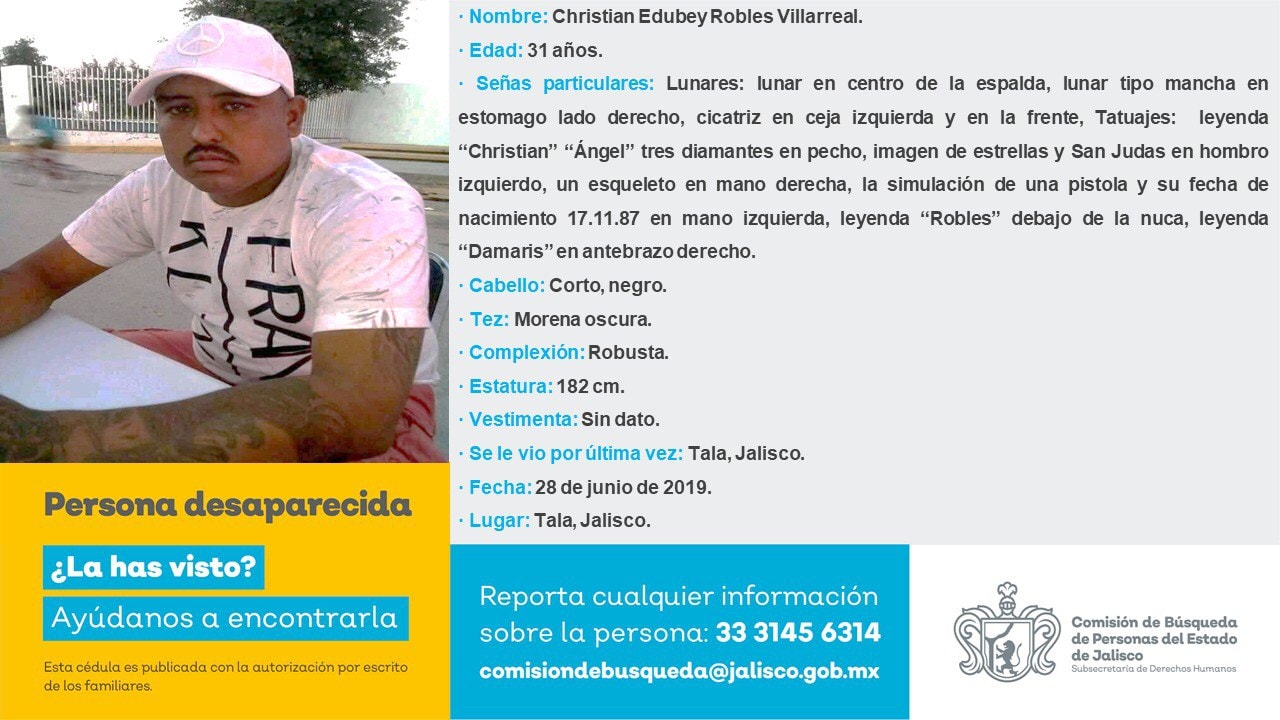 · Nombre: Christian Edubey Robles Villarreal.
· Edad: 31 años.
· Señas particulares: Lunares: lunar en centro de la espalda, lunar tipo mancha en
estomago lado derecho, cicatriz en ceja izquierda y en la frente, Tatuajes: leyenda
“Christian” “Ángel” tres diamantes en pecho, imagen de estrellas y San Judas en hombro
izquierdo, un esqueleto en mano derecha, la simulación de una pistola y su fecha de
nacimiento 17.11.87 en mano izquierda, leyenda “Robles” debajo de la nuca, leyenda
“Damaris” en antebrazo derecho.
· Cabello: Corto, negro.
· Tez: Morena oscura.
· Complexión: Robusta.
· Estatura: 182 cm.
· Vestimenta: Sin dato.
· Se le vio por última vez: Tala, Jalisco.
· Fecha: 28 de junio de 2019.
· Lugar: Tala, Jalisco.
Persona desaparecida
¿La has visto?
Ayúdanos a encontrarla
Esta cédula es publicada con la autorización por escrito
de los familiares.
Reporta cualquier información
sobre la persona: 33 3145 6314
comisiondebusqueda@jalisco.gob.mx
Comisión de Búsqueda
de Personas del Estado
de Jalisco
Subsecretaría de Derechos Humanos